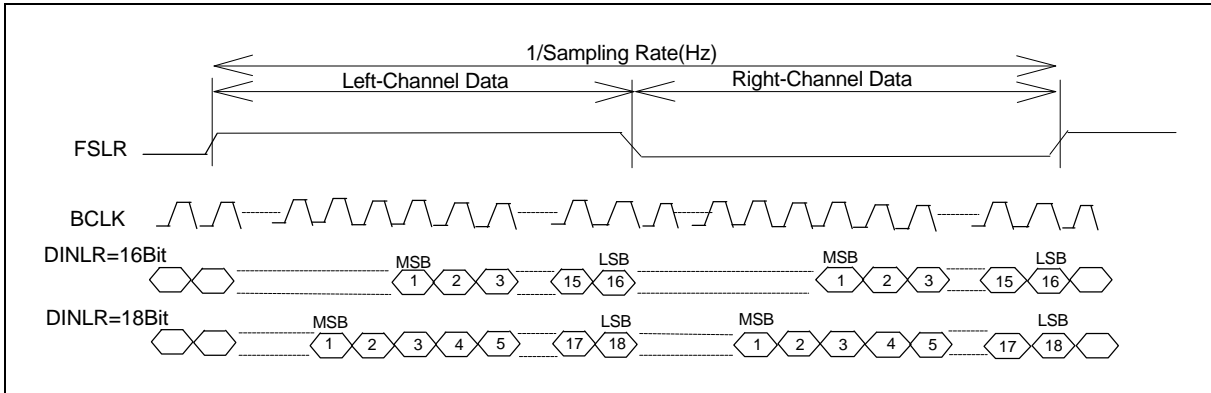 1/Sampling Rate(Hz)
Left-Channel Data Right-Channel Data
FSLR
BCLK
DINLR=16Bit
MSB LSB MSB LSB
1 2 3 15 16 1 2 3 15 16
DINLR=18Bit
MSB LSB MSB LSB
1 2 3 4 5 17 18 1 2 3 4 5 17 18